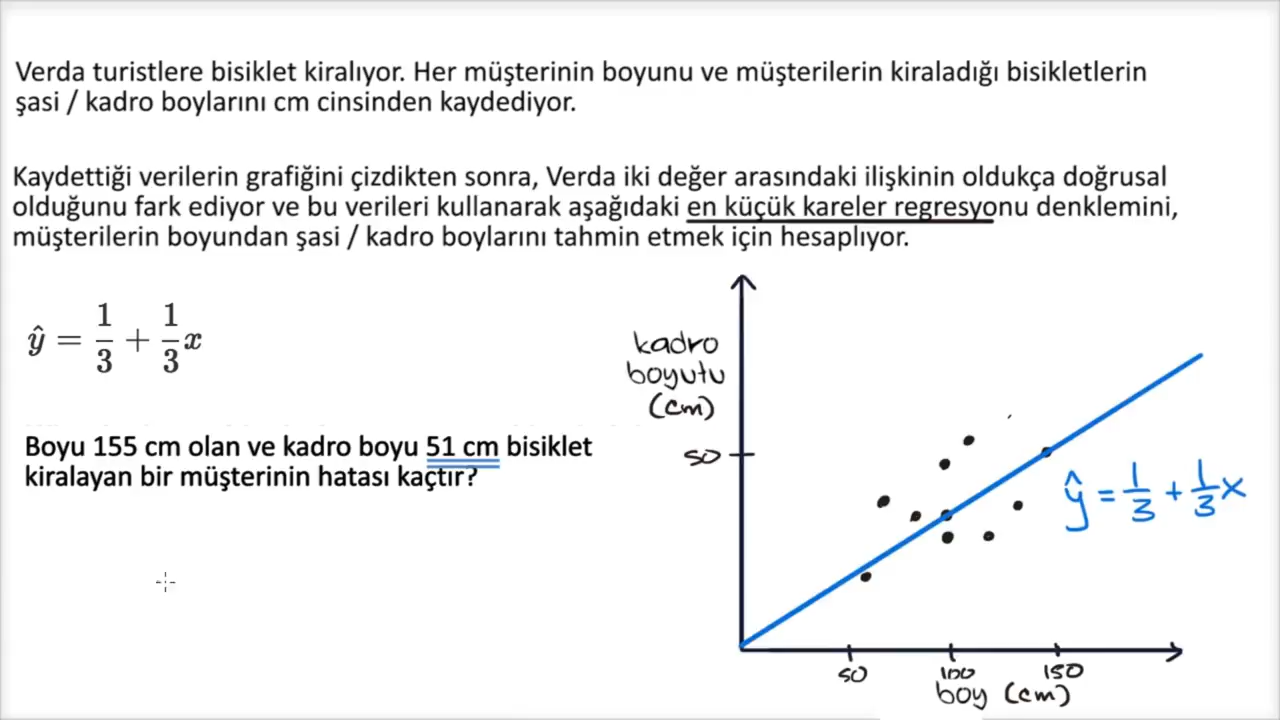 Verda turistlere bisiklet kiralıyor. Her müşterinin boyunu ve müşterilerin kiraladığı bisikletlerin
şasi / kadro boylarını cm cinsinden kaydediyor.
Kaydettiği verilerin grafiğini çizdikten sonra, Verda iki değer arasındaki ilişkinin oldukça doğrusal
olduğunu fark ediyor ve bu verileri kullanarak aşağıdaki en küçük kareler regresyonu denklemini,
müşterilerin boyundan şasi / kadro boylarını tahmin etmek için hesaplıyor.
ŷ = 1/3 + 1/3 x
Boyu 155 cm olan ve kadro boyu 51 cm bisiklet
kiralayan bir müşterinin hatası kaçtır?
kadro
boyutu
(cm)
50
ŷ = 1/3 + 1/3 x
50 100 150
boy (cm)